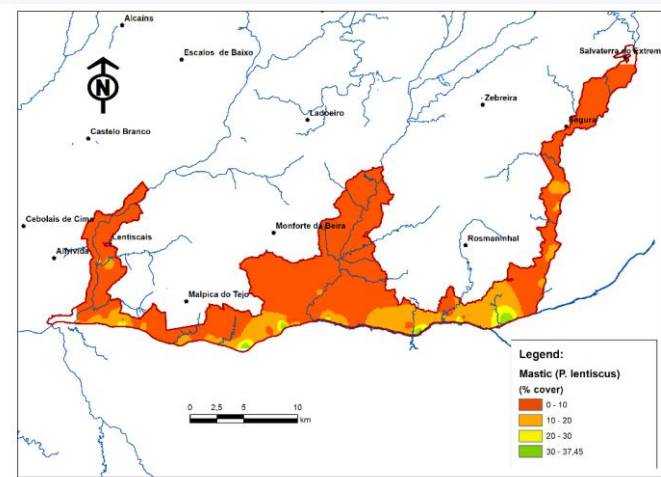 Alcains
Escalos de Baixo
Salvaterra do Extrem
N
Zebreira
Ladoeiro
Segura
Castelo Branco
Cebolais de Cima
Lentiscais
Monforte da Beira
Rosmaninhal
Alfrivida
Malpica do Tejo
Legend:
Mastic (P. lentiscus)
(% cover)
0 - 10
10 - 20
20 - 30
30 - 37,45
0 2,5 5 10
km